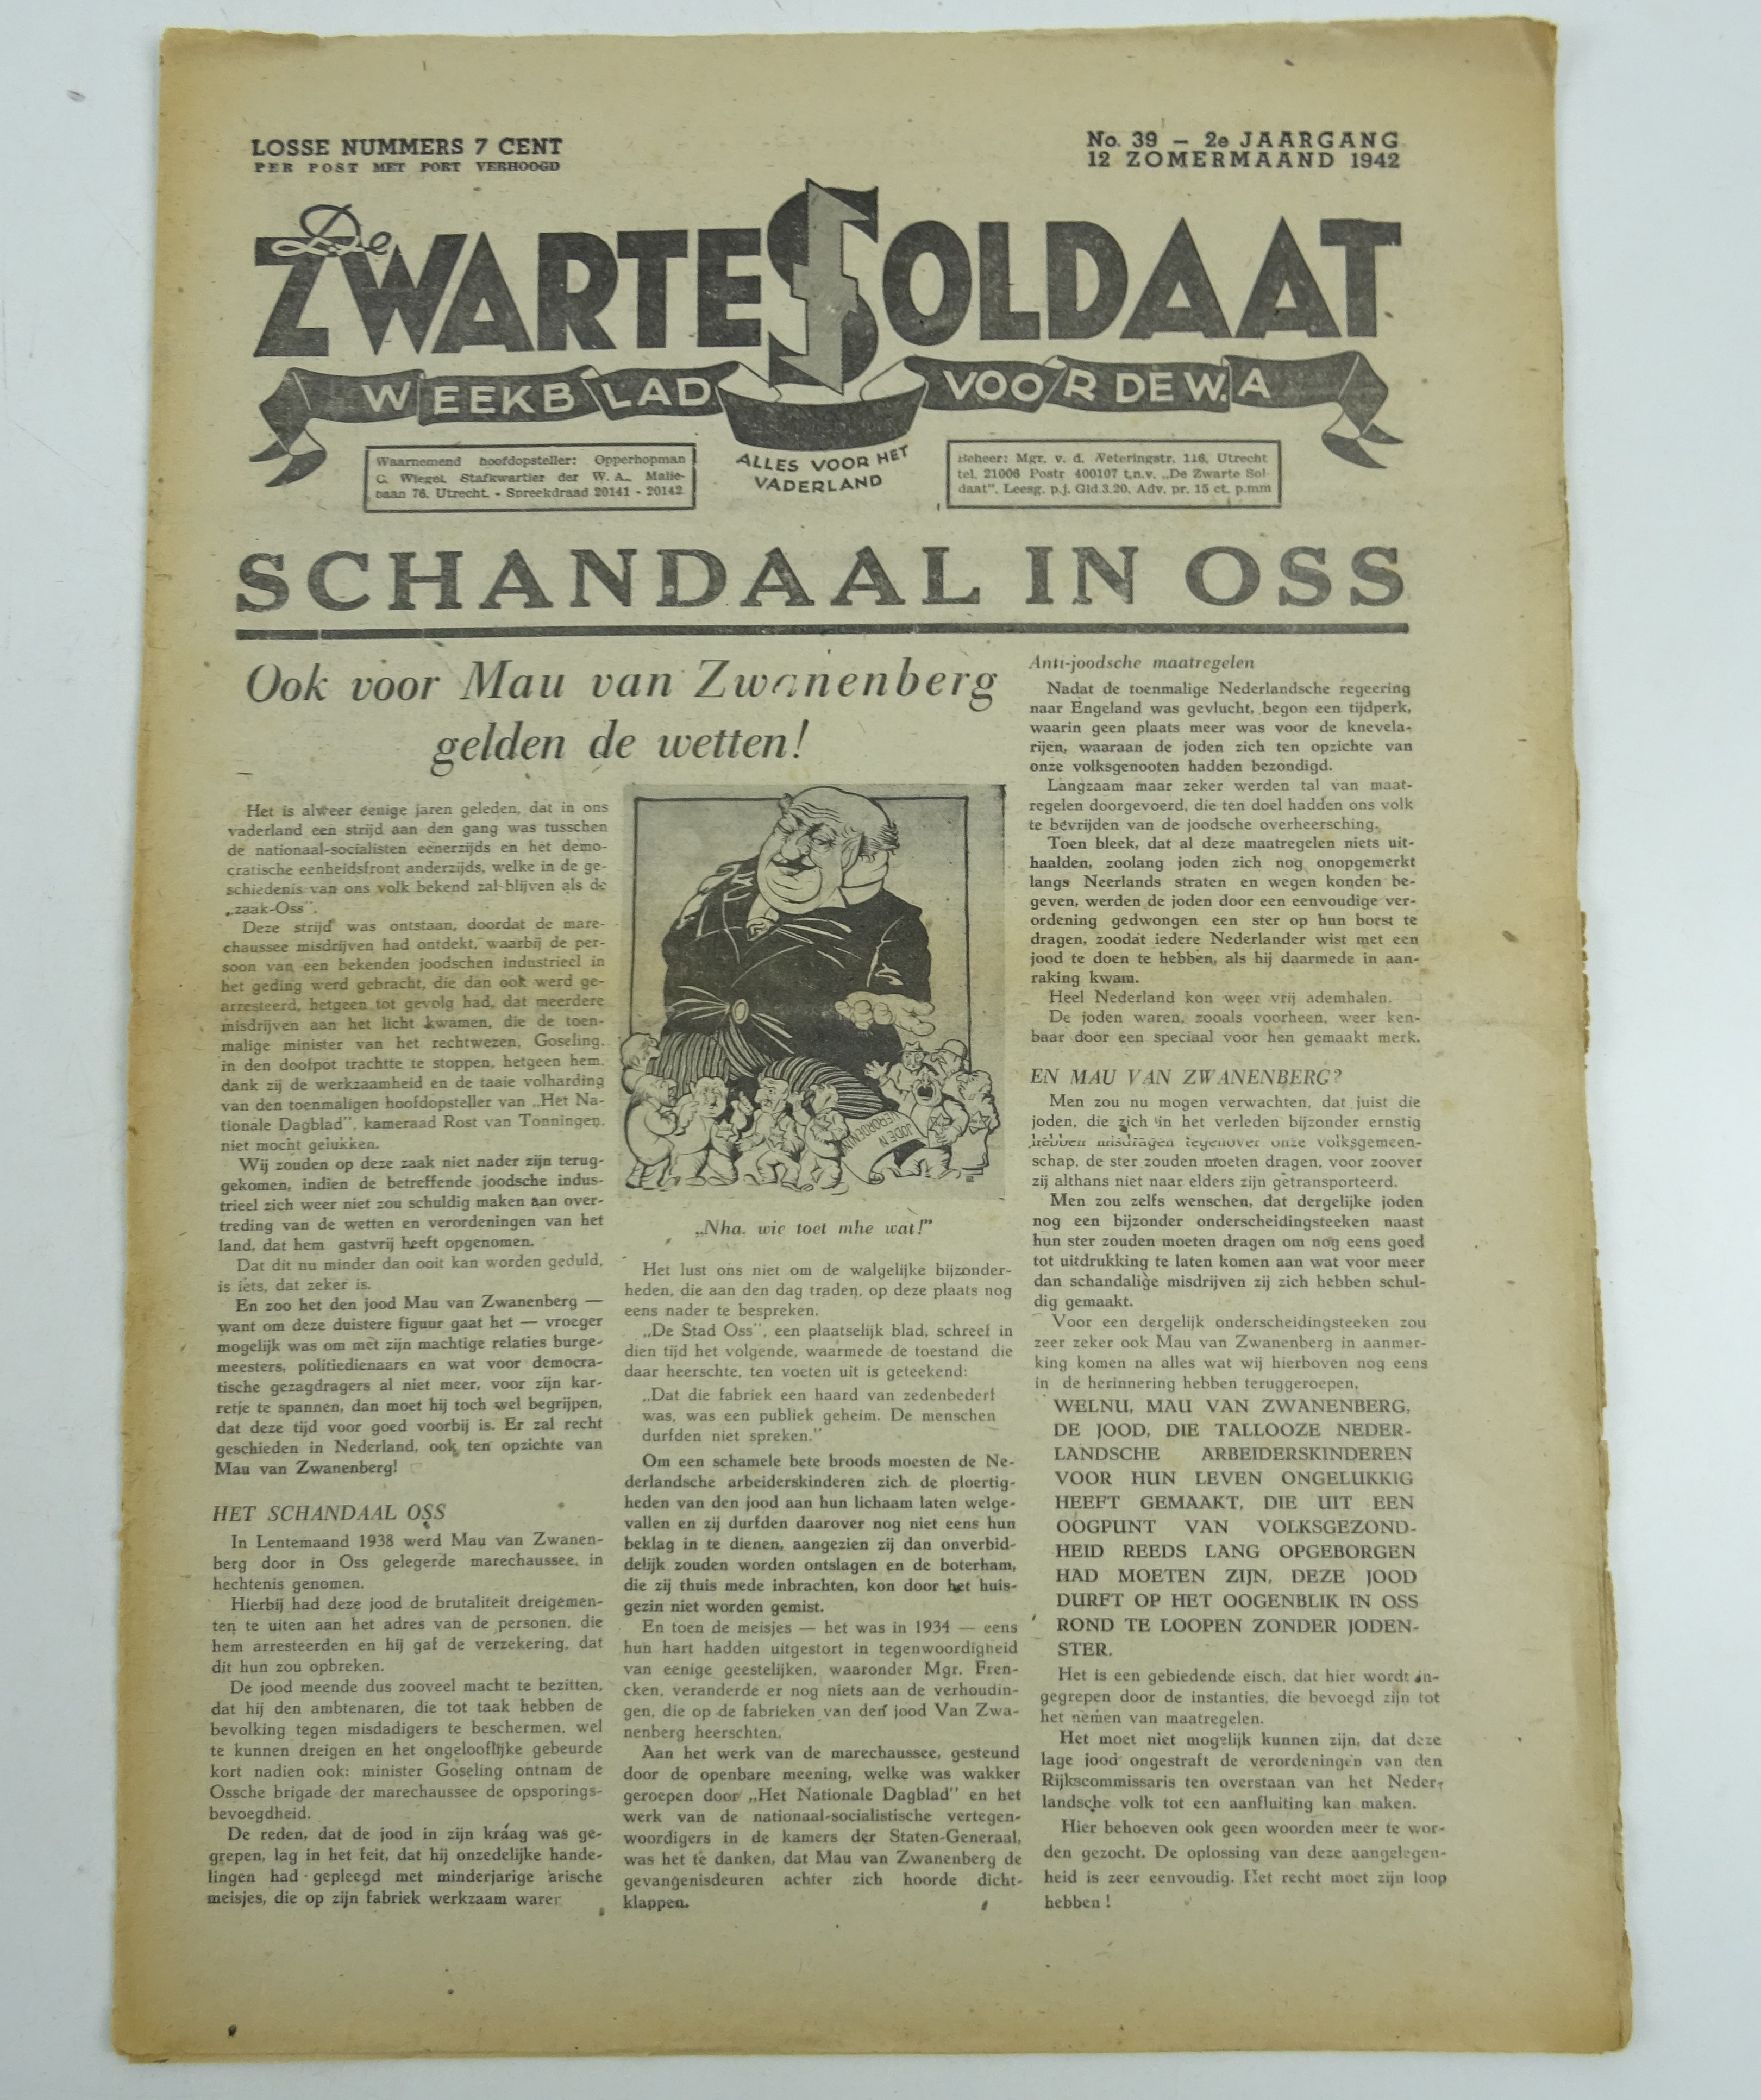 LOSSE NUMMERS 7 CENT
PER POST MET PORT VERHOOGD
No. 39 — 2e JAARGANG
12 ZOMERMAAND 1942
De
ZWARTE SOLDAAT
WEEKBLAD VOOR DE W.A
ALLES VOOR HET
VADERLAND
Waarnemend hoofdopsteller: Opperhopman
C. Wiegel, Stafkwartier der W. A., Malie-
baan 76, Utrecht. - Spreekdraad 20141 - 20142
Beheer: Mgr. v. d. Weteringstr. 116, Utrecht
tel. 21006 Postr 400107 t.n.v. „De Zwarte Sol-
daat". Leesg. p.j. Gld.3.20. Adv. pr. 15 ct. p.mm
SCHANDAAL IN OSS
Ook voor Mau van Zwanenberg
gelden de wetten!
Het is alweer eenige jaren geleden, dat in ons
vaderland een strijd aan den gang was tusschen
de nationaal-socialisten eenerzijds en het demo-
cratische eenheidsfront anderzijds, welke in de ge-
schiedenis van ons volk bekend zal blijven als de
„zaak-Oss".
Deze strijd was ontstaan, doordat de mare-
chaussee misdrijven had ontdekt, waarbij de per-
soon van een bekenden joodschen industrieel in
het geding werd gebracht, die dan ook werd ge-
arresteerd, hetgeen tot gevolg had, dat meerdere
misdrijven aan het licht kwamen, die de toen-
malige minister van het rechtwezen, Goseling,
in den doofpot trachtte te stoppen, hetgeen hem,
dank zij de werkzaamheid en de taaie volharding
van den toenmaligen hoofdopsteller van „Het Na-
tionale Dagblad", kameraad Rost van Tonningen,
niet mocht gelukken.
Wij zouden op deze zaak niet nader zijn terug-
gekomen, indien de betreffende joodsche indus-
trieel zich weer niet zou schuldig maken aan over-
treding van de wetten en verordeningen van het
land, dat hem gastvrij heeft opgenomen.
Dat dit nu minder dan ooit kan worden geduld,
is iets, dat zeker is.
En zoo het den jood Mau van Zwanenberg —
want om deze duistere figuur gaat het — vroeger
mogelijk was om met zijn machtige relaties burge-
meesters, politiedienaars en wat voor democra-
tische gezagdragers al niet meer, voor zijn kar-
retje te spannen, dan moet hij toch wel begrijpen,
dat deze tijd voor goed voorbij is. Er zal recht
geschieden in Nederland, ook ten opzichte van
Mau van Zwanenberg!
HET SCHANDAAL OSS
In Lentemaand 1938 werd Mau van Zwanen-
berg door in Oss gelegerde marechaussee, in
hechtenis genomen.
Hierbij had deze jood de brutaliteit dreigemen-
ten te uiten aan het adres van de personen, die
hem arresteerden en hij gaf de verzekering, dat
dit hun zou opbreken.
De jood meende dus zooveel macht te bezitten,
dat hij den ambtenaren, die tot taak hebben de
bevolking tegen misdadigers te beschermen, wel
te kunnen dreigen en het ongelooflijke gebeurde
kort nadien ook: minister Goseling ontnam de
Ossche brigade der marechaussee de opsporings-
bevoegdheid.
De reden, dat de jood in zijn kraag was ge-
grepen, lag in het feit, dat hij onzedelijke hande-
lingen had gepleegd met minderjarige arische
meisjes, die op zijn fabriek werkzaam waren
JODEN
VERORDENING
„Nha, wie toet mhe wat!"
Het lust ons niet om de walgelijke bijzonder-
heden, die aan den dag traden, op deze plaats nog
eens nader te bespreken.
„De Stad Oss", een plaatselijk blad, schreef in
dien tijd het volgende, waarmede de toestand die
daar heerschte, ten voeten uit is geteekend:
„Dat die fabriek een haard van zedenbederf
was, was een publiek geheim. De menschen
durfden niet spreken."
Om een schamele bete broods moesten de Ne-
derlandsche arbeiderskinderen zich de ploertig-
heden van den jood aan hun lichaam laten welge-
vallen en zij durfden daarover nog niet eens hun
beklag in te dienen, aangezien zij dan onverbid-
delijk zouden worden ontslagen en de boterham,
die zij thuis mede inbrachten, kon door het huis-
gezin niet worden gemist.
En toen de meisjes — het was in 1934 — eens
hun hart hadden uitgestort in tegenwoordigheid
van eenige geestelijken, waaronder Mgr. Fren-
cken, veranderde er nog niets aan de verhoudin-
gen, die op de fabrieken van den jood Van Zwa-
nenberg heerschten.
Aan het werk van de marechaussee, gesteund
door de openbare meening, welke was wakker
geroepen door „Het Nationale Dagblad" en het
werk van de nationaal-socialistische vertegen-
woordigers in de kamers der Staten-Generaal,
was het te danken, dat Mau van Zwanenberg de
gevangenisdeuren achter zich hoorde dicht-
klappen.
Anti-joodsche maatregelen
Nadat de toenmalige Nederlandsche regeering
naar Engeland was gevlucht, begon een tijdperk,
waarin geen plaats meer was voor de knevela-
rijen, waaraan de joden zich ten opzichte van
onze volksgenooten hadden bezondigd.
Langzaam maar zeker werden tal van maat-
regelen doorgevoerd, die ten doel hadden ons volk
te bevrijden van de joodsche overheersching.
Toen bleek, dat al deze maatregelen niets uit-
haalden, zoolang joden zich nog onopgemerkt
langs Neerlands straten en wegen konden be-
geven, werden de joden door een eenvoudige ver-
ordening gedwongen een ster op hun borst te
dragen, zoodat iedere Nederlander wist met een
jood te doen te hebben, als hij daarmede in aan-
raking kwam.
Heel Nederland kon weer vrij ademhalen.
De joden waren, zooals voorheen, weer ken-
baar door een speciaal voor hen gemaakt merk.
EN MAU VAN ZWANENBERG?
Men zou nu mogen verwachten, dat juist die
joden, die zich in het verleden bijzonder ernstig
hebben misdragen tegenover onze volksgemeen-
schap, de ster zouden moeten dragen, voor zoover
zij althans niet naar elders zijn getransporteerd.
Men zou zelfs wenschen, dat dergelijke joden
nog een bijzonder onderscheidingsteeken naast
hun ster zouden moeten dragen om nog eens goed
tot uitdrukking te laten komen aan wat voor meer
dan schandalige misdrijven zij zich hebben schul-
dig gemaakt.
Voor een dergelijk onderscheidingsteeken zou
zeer zeker ook Mau van Zwanenberg in aanmer-
king komen na alles wat wij hierboven nog eens
in de herinnering hebben teruggeroepen.
WELNU, MAU VAN ZWANENBERG,
DE JOOD, DIE TALLOOZE NEDER-
LANDSCHE ARBEIDERSKINDEREN
VOOR HUN LEVEN ONGELUKKIG
HEEFT GEMAAKT, DIE UIT EEN
OOGPUNT VAN VOLKSGEZOND-
HEID REEDS LANG OPGEBORGEN
HAD MOETEN ZIJN, DEZE JOOD
DURFT OP HET OOGENBLIK IN OSS
ROND TE LOOPEN ZONDER JODEN-
STER.
Het is een gebiedende eisch, dat hier wordt in-
gegrepen door de instanties, die bevoegd zijn tot
het nemen van maatregelen.
Het moet niet mogelijk kunnen zijn, dat deze
lage jood ongestraft de verordeningen van den
Rijkscommissaris ten overstaan van het Neder-
landsche volk tot een aanfluiting kan maken.
Hier behoeven ook geen woorden meer te wor-
den gezocht. De oplossing van deze aangelegen-
heid is zeer eenvoudig. Het recht moet zijn loop
hebben!